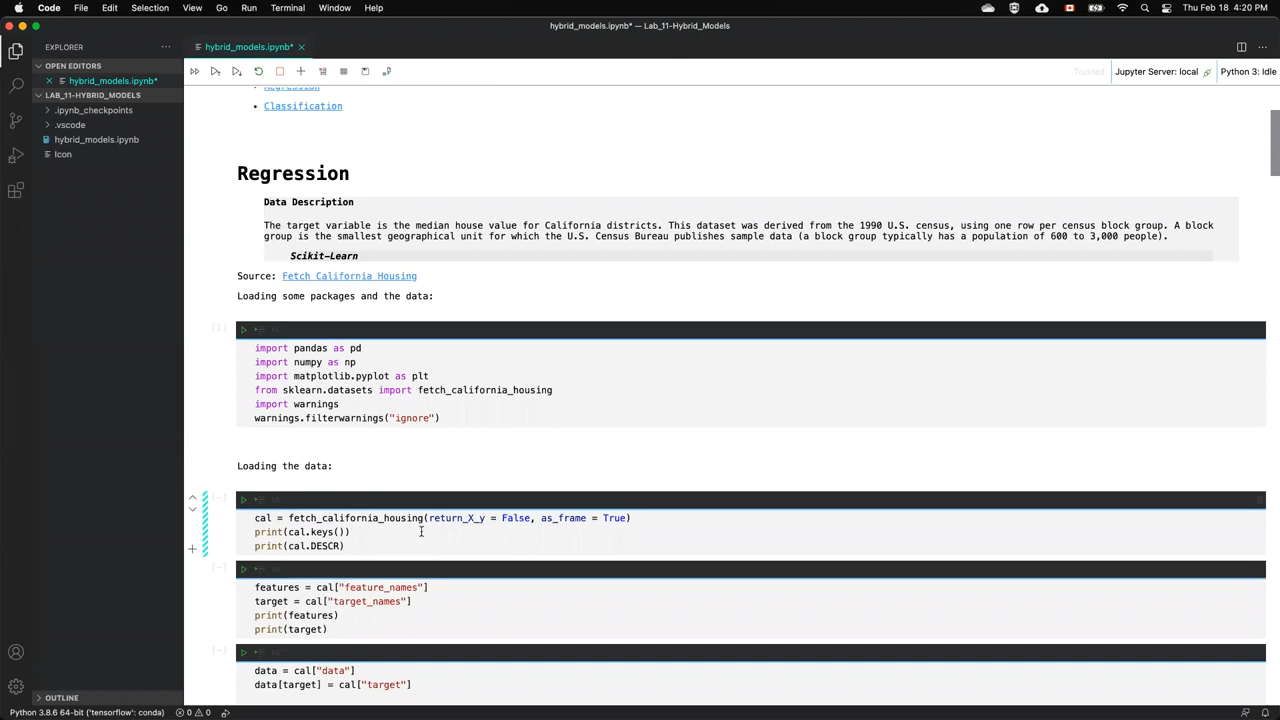 Code File Edit Selection View Go Run Terminal Window Help
Thu Feb 18 4:20 PM
hybrid_models.ipynb* — Lab_11-Hybrid_Models
EXPLORER
hybrid_models.ipynb*
OPEN EDITORS
hybrid_models.ipynb*
Trusted
Jupyter Server: local
Python 3: Idle
LAB_11-HYBRID_MODELS
.ipynb_checkpoints
.vscode
hybrid_models.ipynb
Icon
Regression
Classification
Regression
Data Description
The target variable is the median house value for California districts. This dataset was derived from the 1990 U.S. census, using one row per census block group. A block
group is the smallest geographical unit for which the U.S. Census Bureau publishes sample data (a block group typically has a population of 600 to 3,000 people).
Scikit-Learn
Source: Fetch California Housing
Loading some packages and the data:
[1]
import pandas as pd
import numpy as np
import matplotlib.pyplot as plt
from sklearn.datasets import fetch_california_housing
import warnings
warnings.filterwarnings("ignore")
Loading the data:
[-]
cal = fetch_california_housing(return_X_y = False, as_frame = True)
print(cal.keys())
print(cal.DESCR)
[-]
features = cal["feature_names"]
target = cal["target_names"]
print(features)
print(target)
[-]
data = cal["data"]
data[target] = cal["target"]
OUTLINE
Python 3.8.6 64-bit ('tensorflow': conda) 0 0